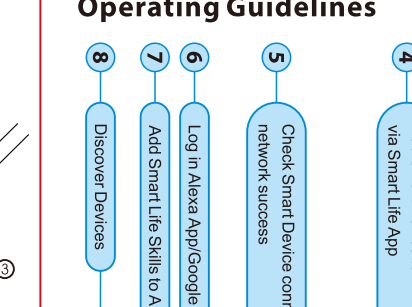 Operating Guidelines
4
via Smart Life App
5
Check Smart Device
network success
6
Log in Alexa App/Google
7
Add Smart Life Skills to
8
Discover Devices
3